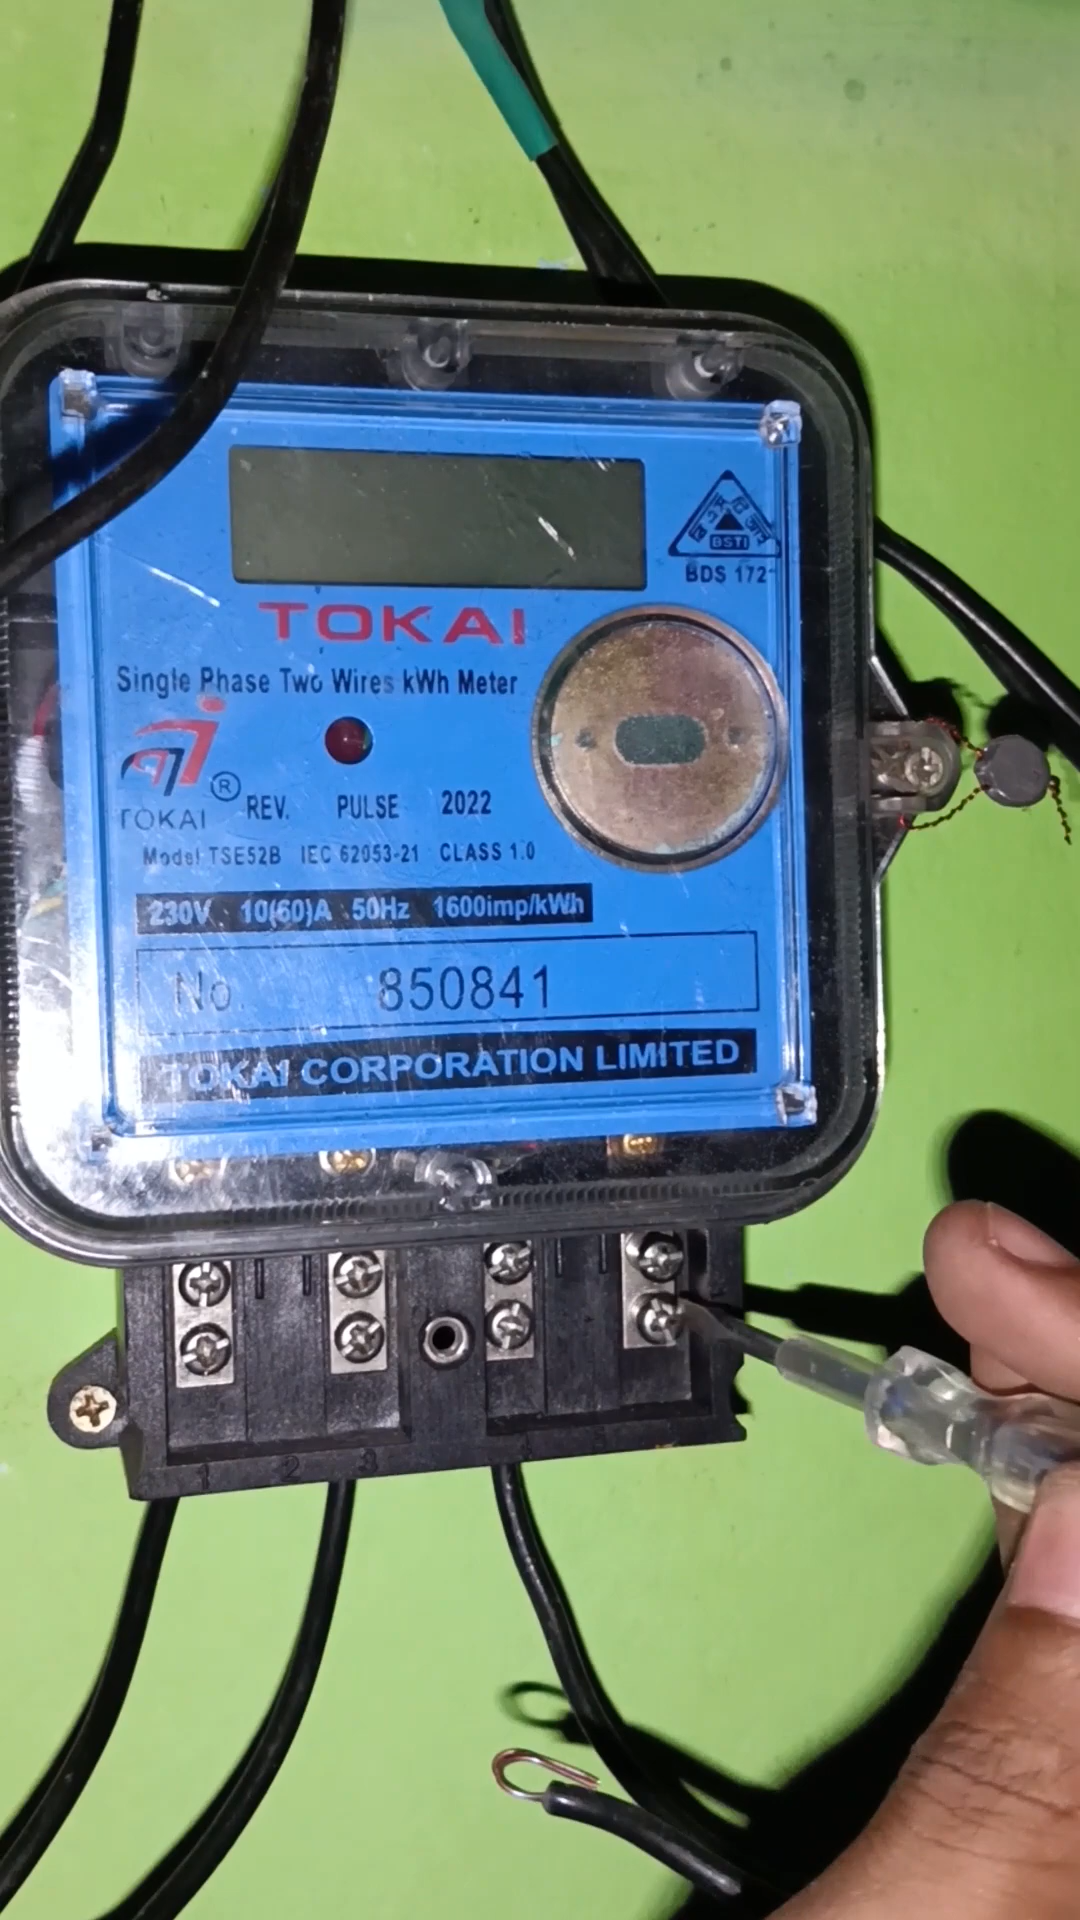 BSTI
BDS 172
TOKAI
Single Phase Two Wires kWh Meter
®
TOKAI
REV. PULSE 2022
Model TSE52B IEC 62053-21 CLASS 1.0
230V 10(60)A 50Hz 1600imp/kWh
No. 850841
TOKAI CORPORATION LIMITED
1 2 3